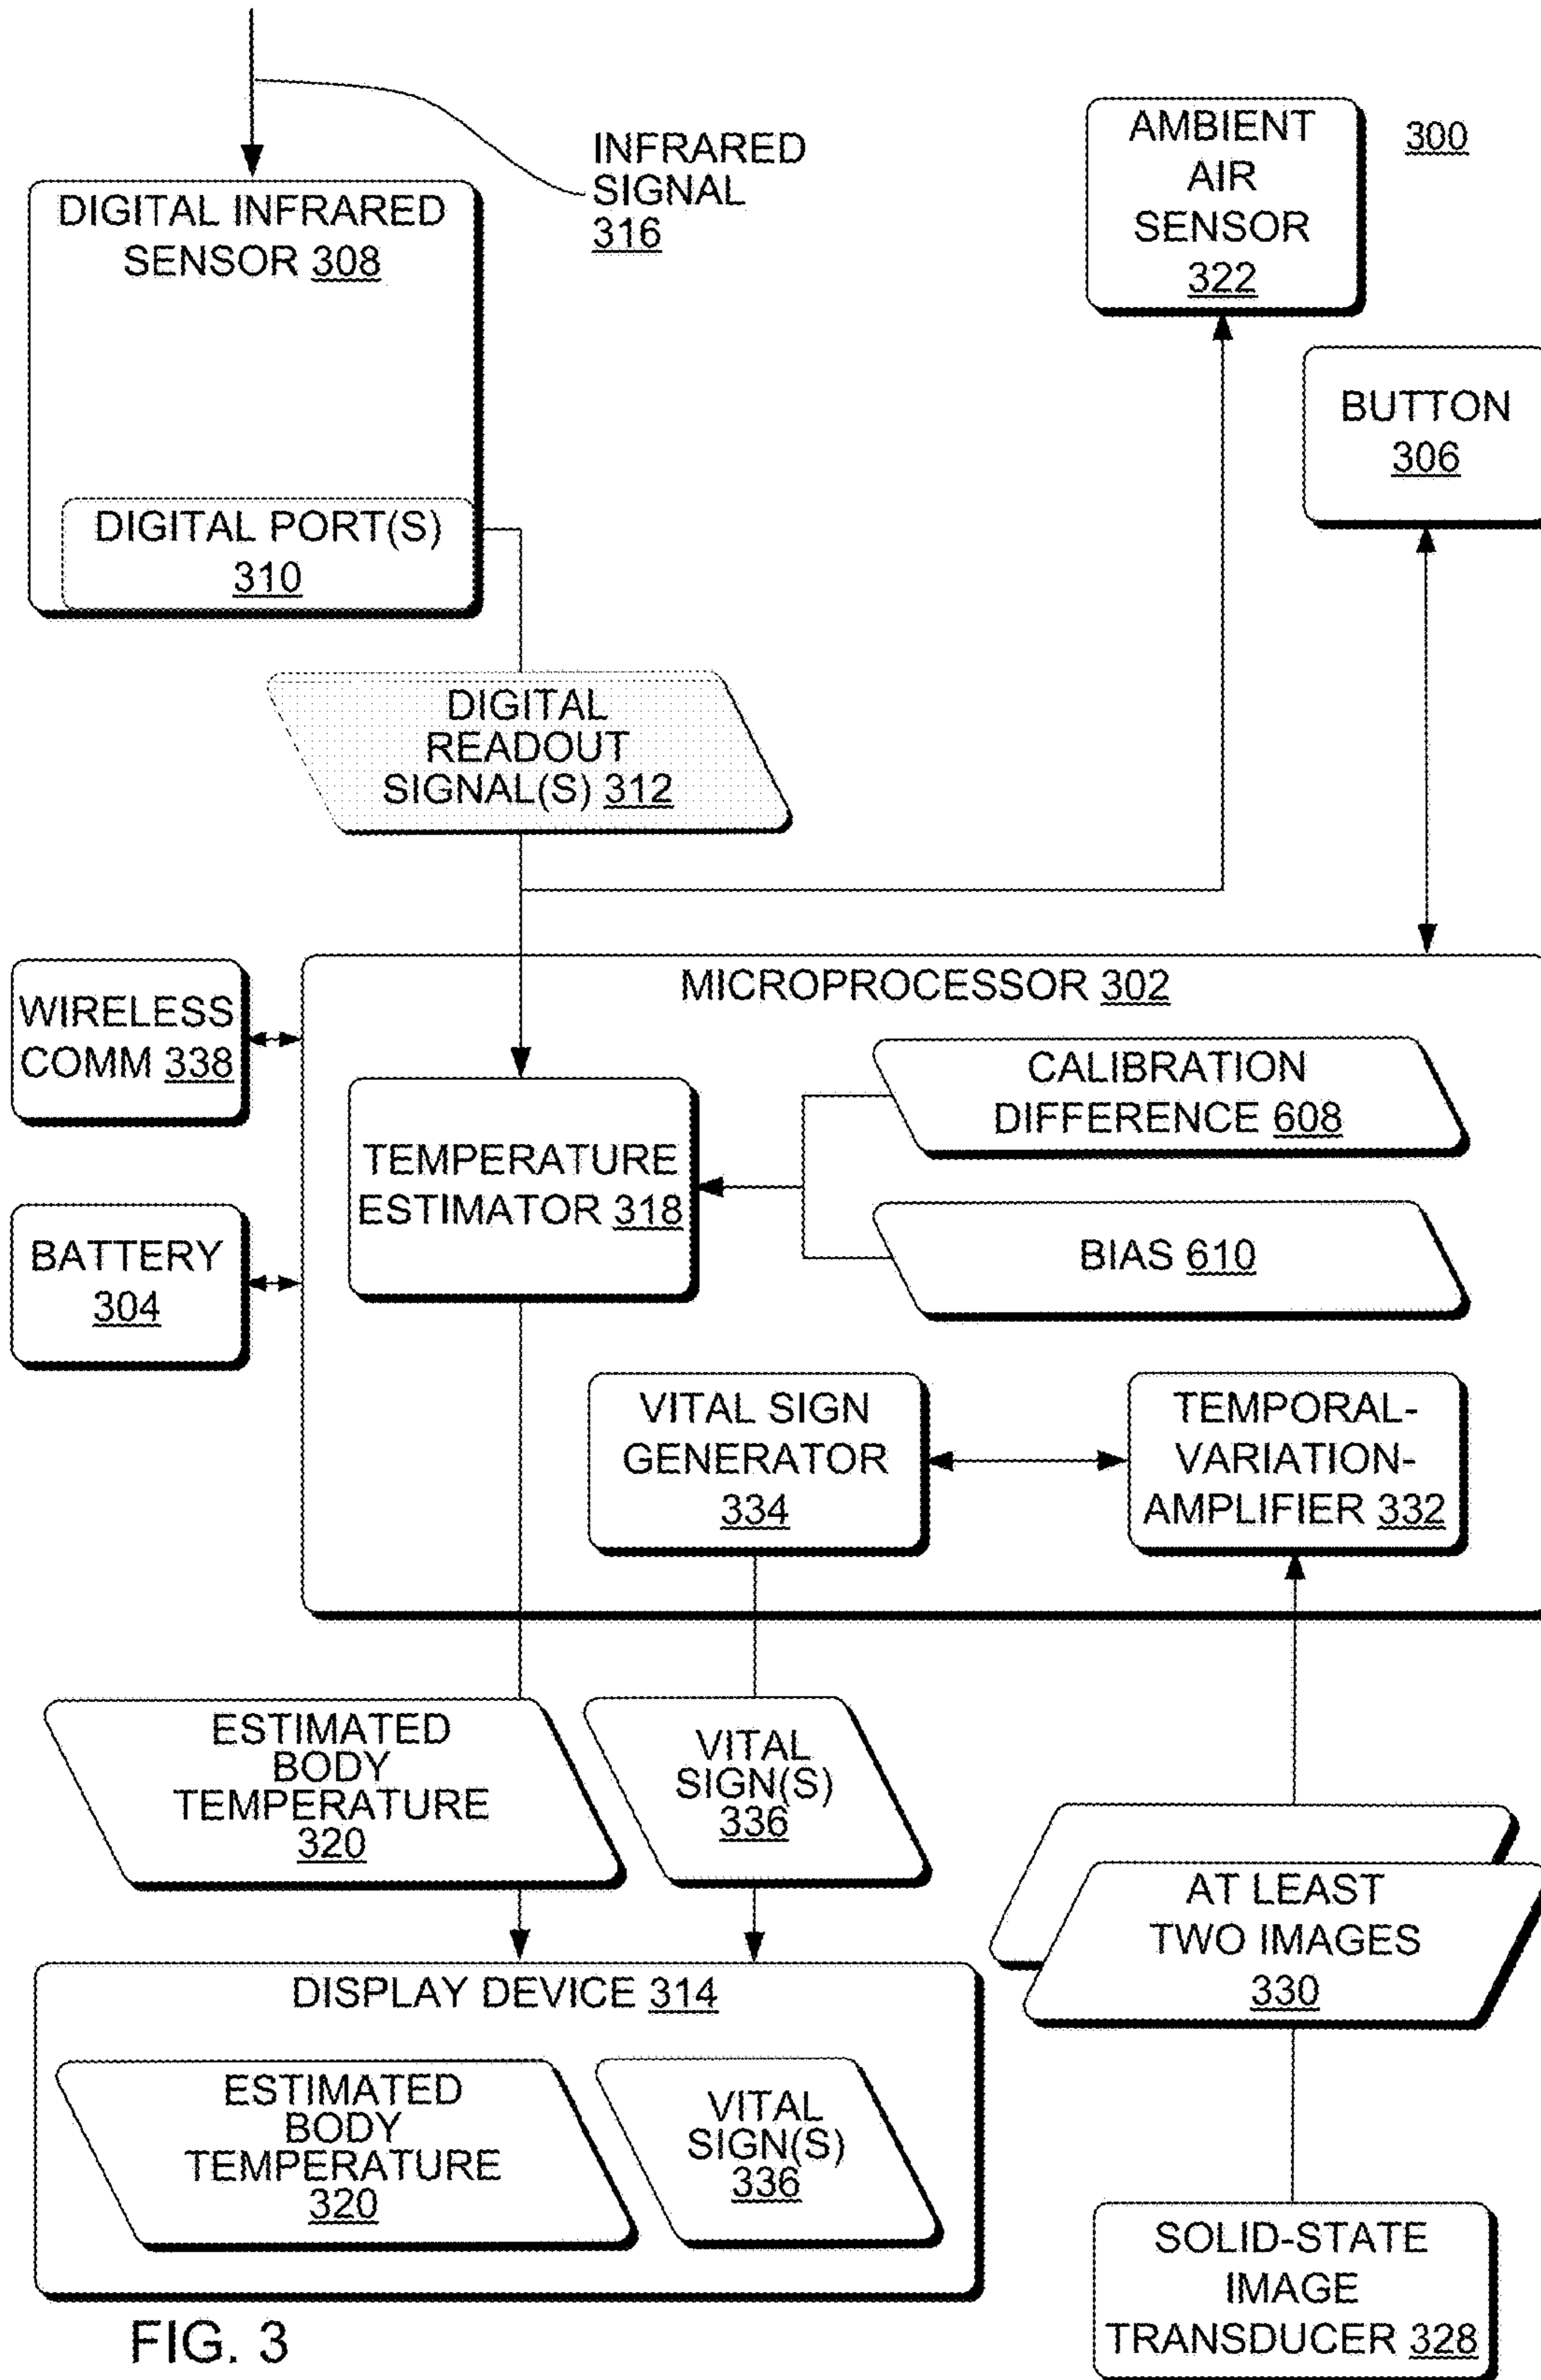 INFRARED
SIGNAL
316
AMBIENT
AIR
SENSOR
322
300
DIGITAL INFRARED
SENSOR 308
BUTTON
306
DIGITAL PORT(S)
310
DIGITAL
READOUT
SIGNAL(S) 312
MICROPROCESSOR 302
WIRELESS
COMM 338
CALIBRATION
DIFFERENCE 608
TEMPERATURE
ESTIMATOR 318
BATTERY
304
BIAS 610
VITAL SIGN
GENERATOR
334
TEMPORAL-
VARIATION-
AMPLIFIER 332
ESTIMATED
BODY
TEMPERATURE
320
VITAL
SIGN(S)
336
AT LEAST
TWO IMAGES
330
DISPLAY DEVICE 314
ESTIMATED
BODY
TEMPERATURE
320
VITAL
SIGN(S)
336
SOLID-STATE
IMAGE
TRANSDUCER 328
FIG. 3